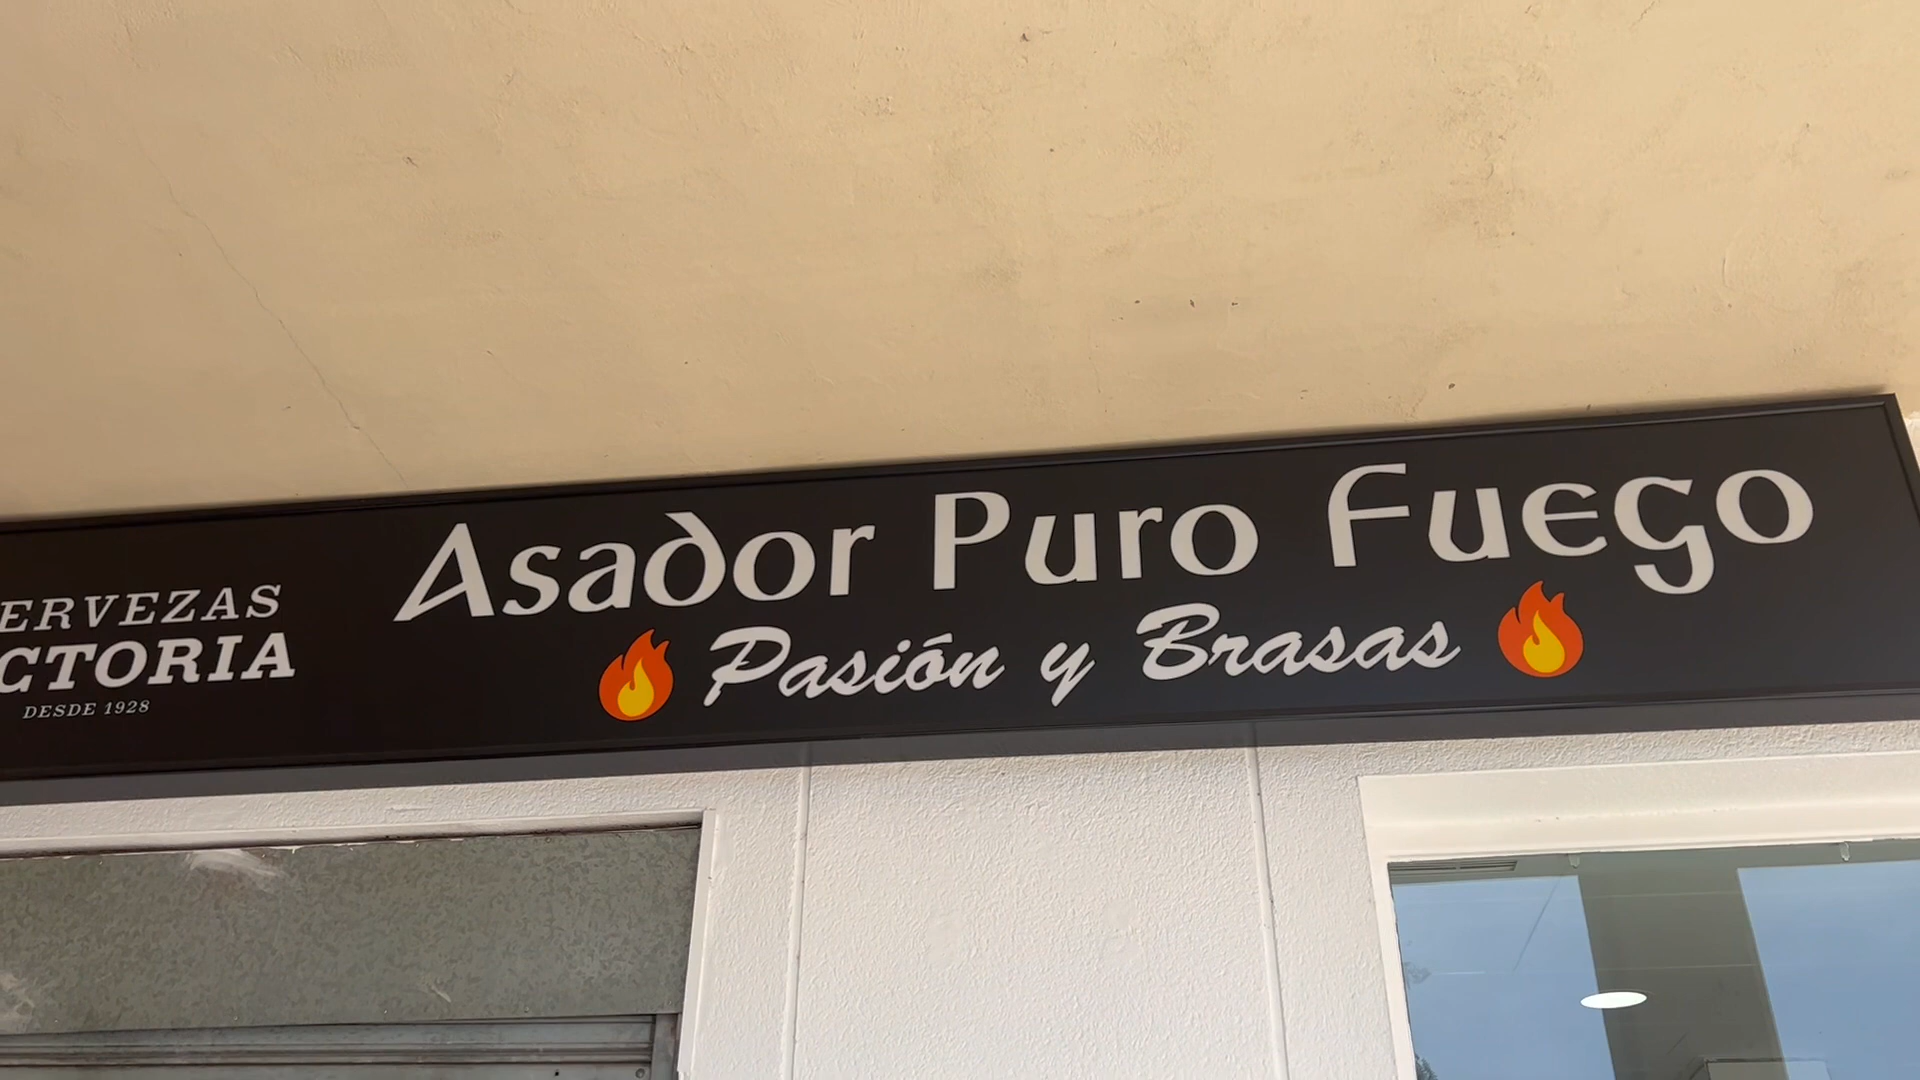 ERVEZAS
CTORIA
DESDE 1928
Asador Puro Fuego
Pasión y Brasas